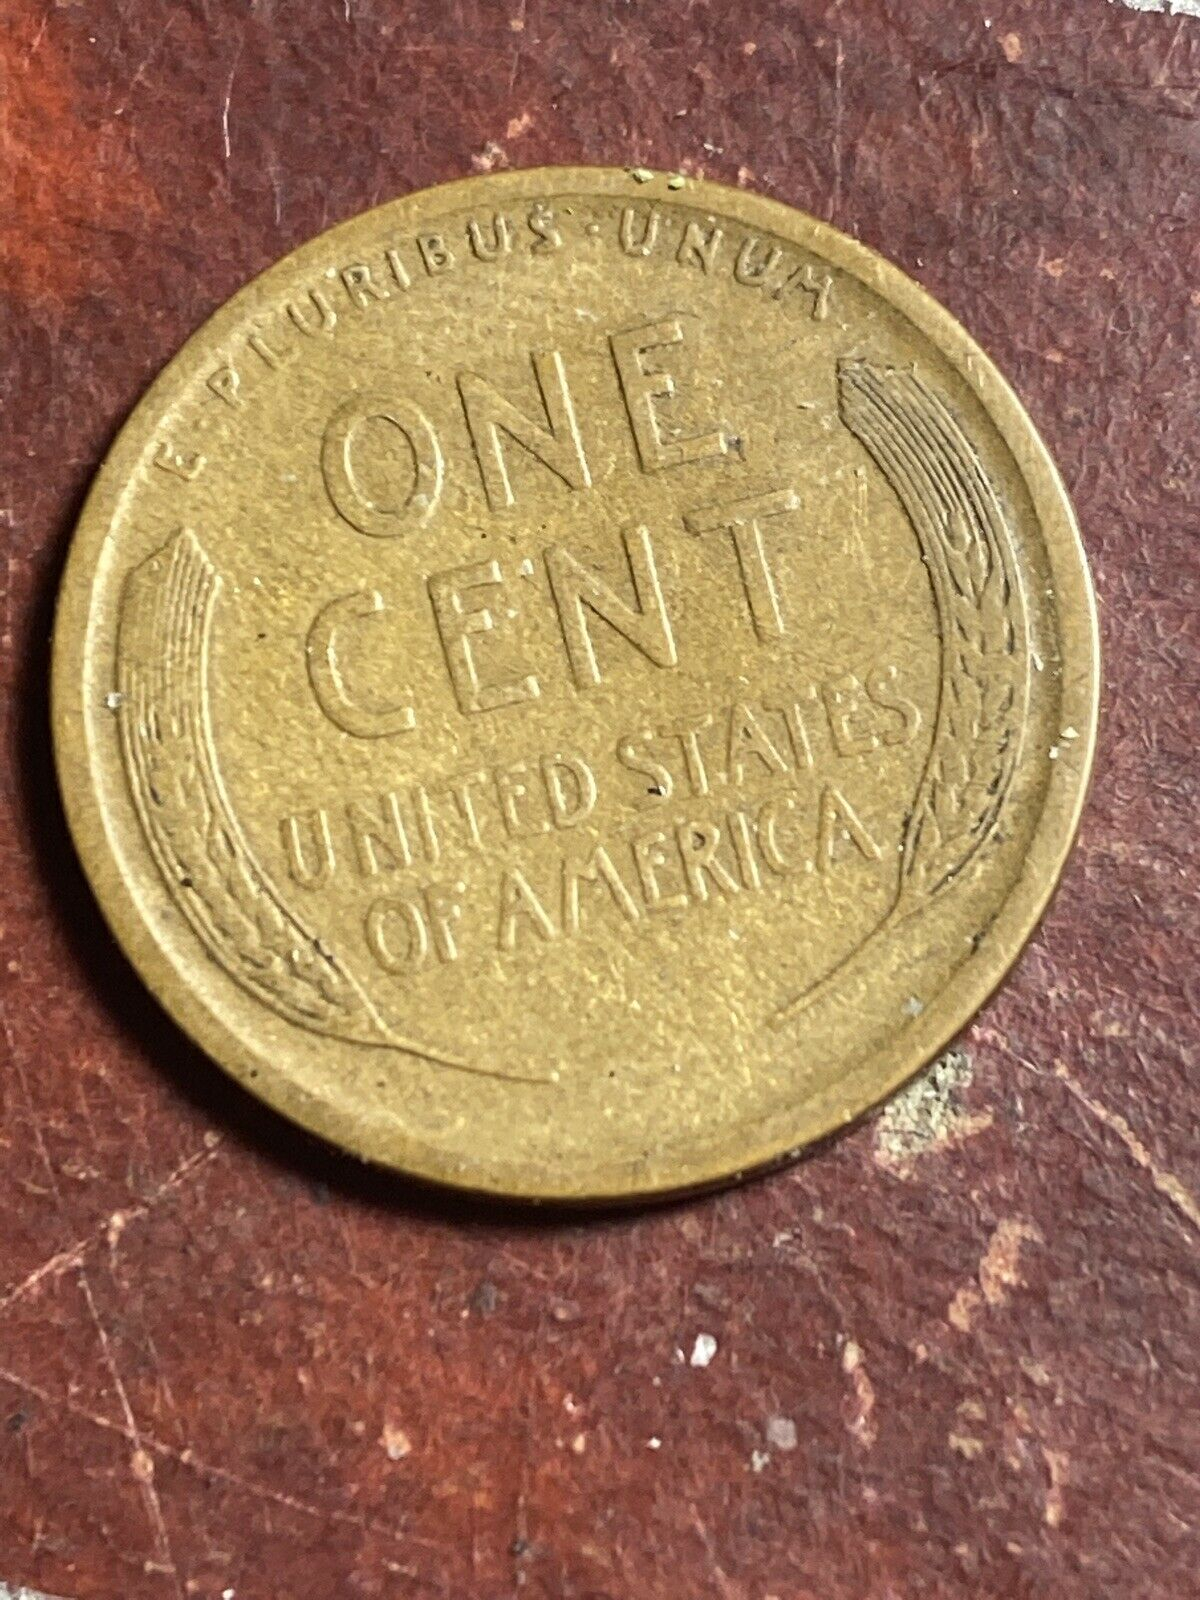 E · PLURIBUS · UNUM
ONE
CENT
UNITED STATES
OF AMERICA